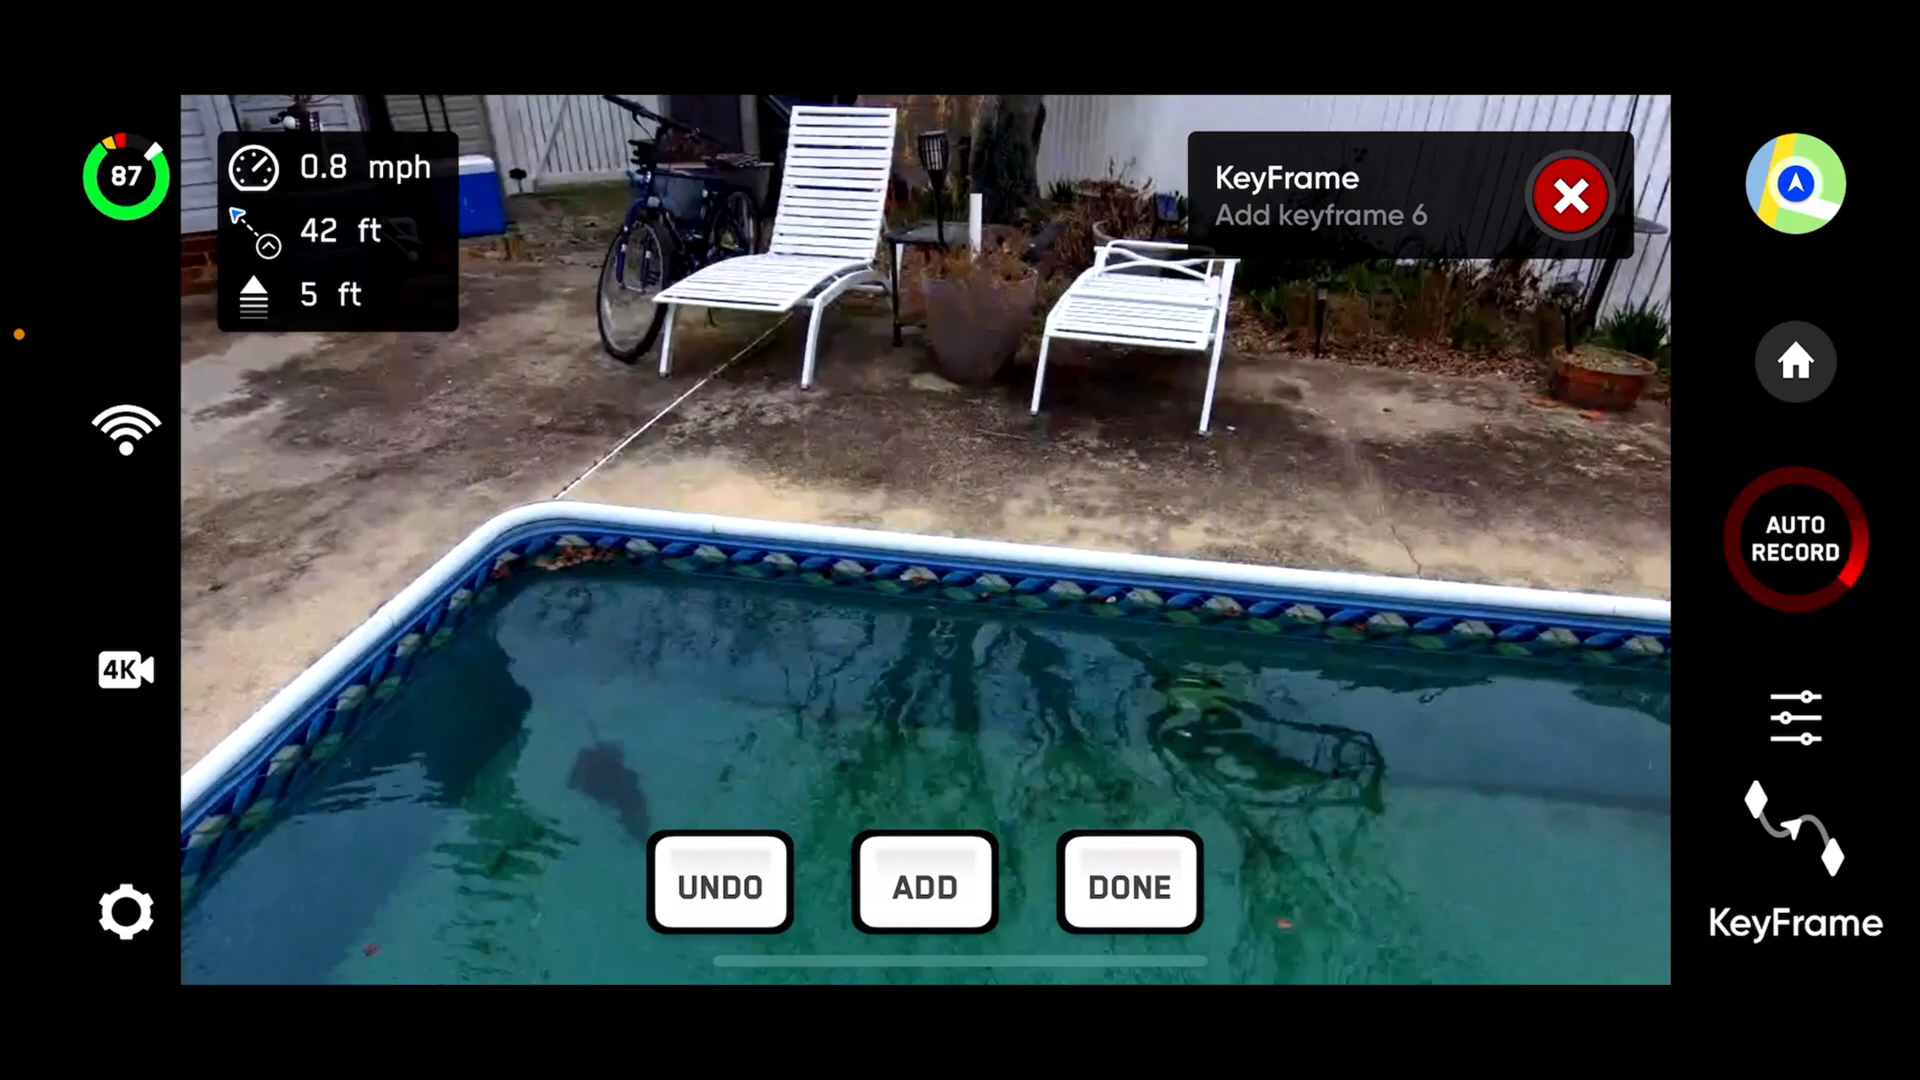 87
0.8 mph
42 ft
5 ft
KeyFrame
Add keyframe 6
AUTO
RECORD
4K
UNDO
ADD
DONE
KeyFrame